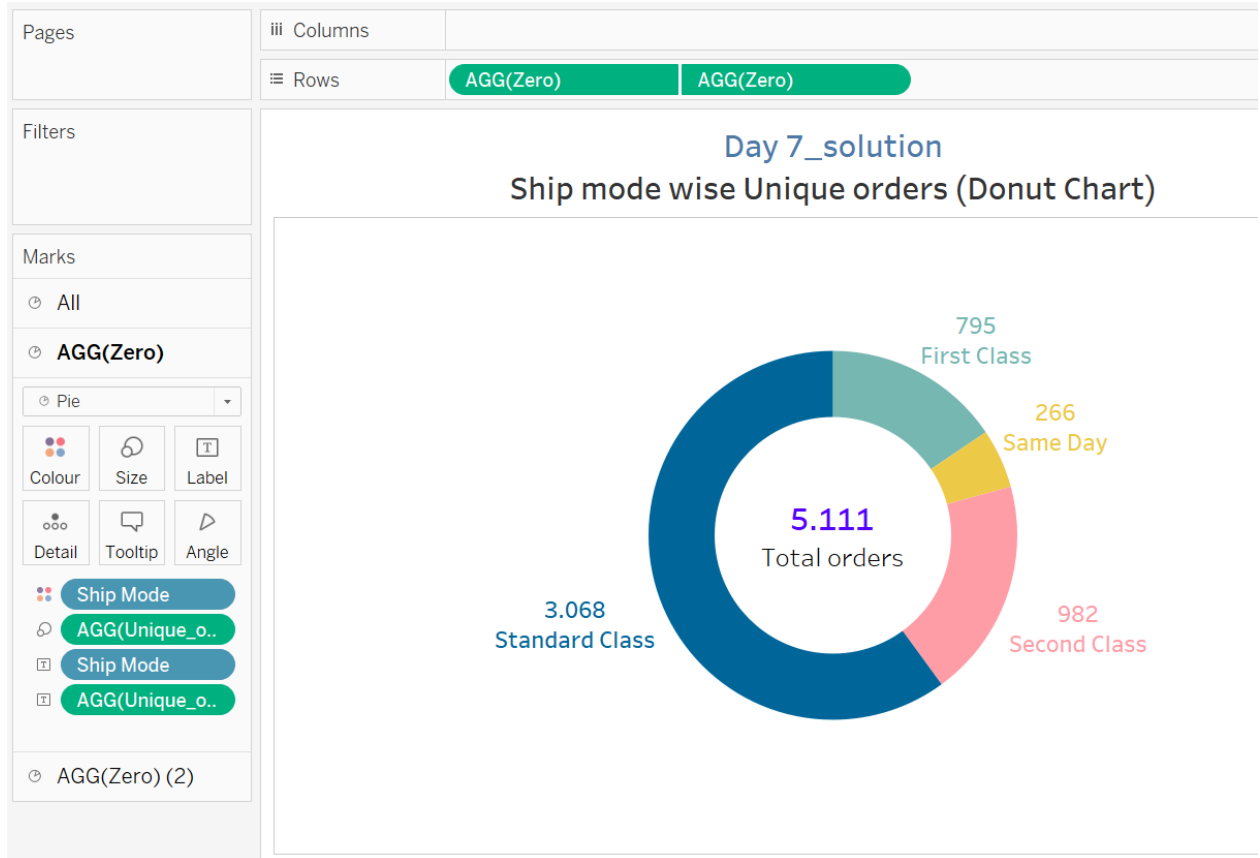 Pages
Columns
Rows
AGG(Zero) AGG(Zero)
Filters
Day 7_solution
Ship mode wise Unique orders (Donut Chart)
Marks
All
AGG(Zero)
Pie
Colour Size Label
Detail Tooltip Angle
Ship Mode
AGG(Unique_o..
Ship Mode
AGG(Unique_o..
AGG(Zero) (2)
795
First Class
266
Same Day
5.111
Total orders
3.068
Standard Class
982
Second Class